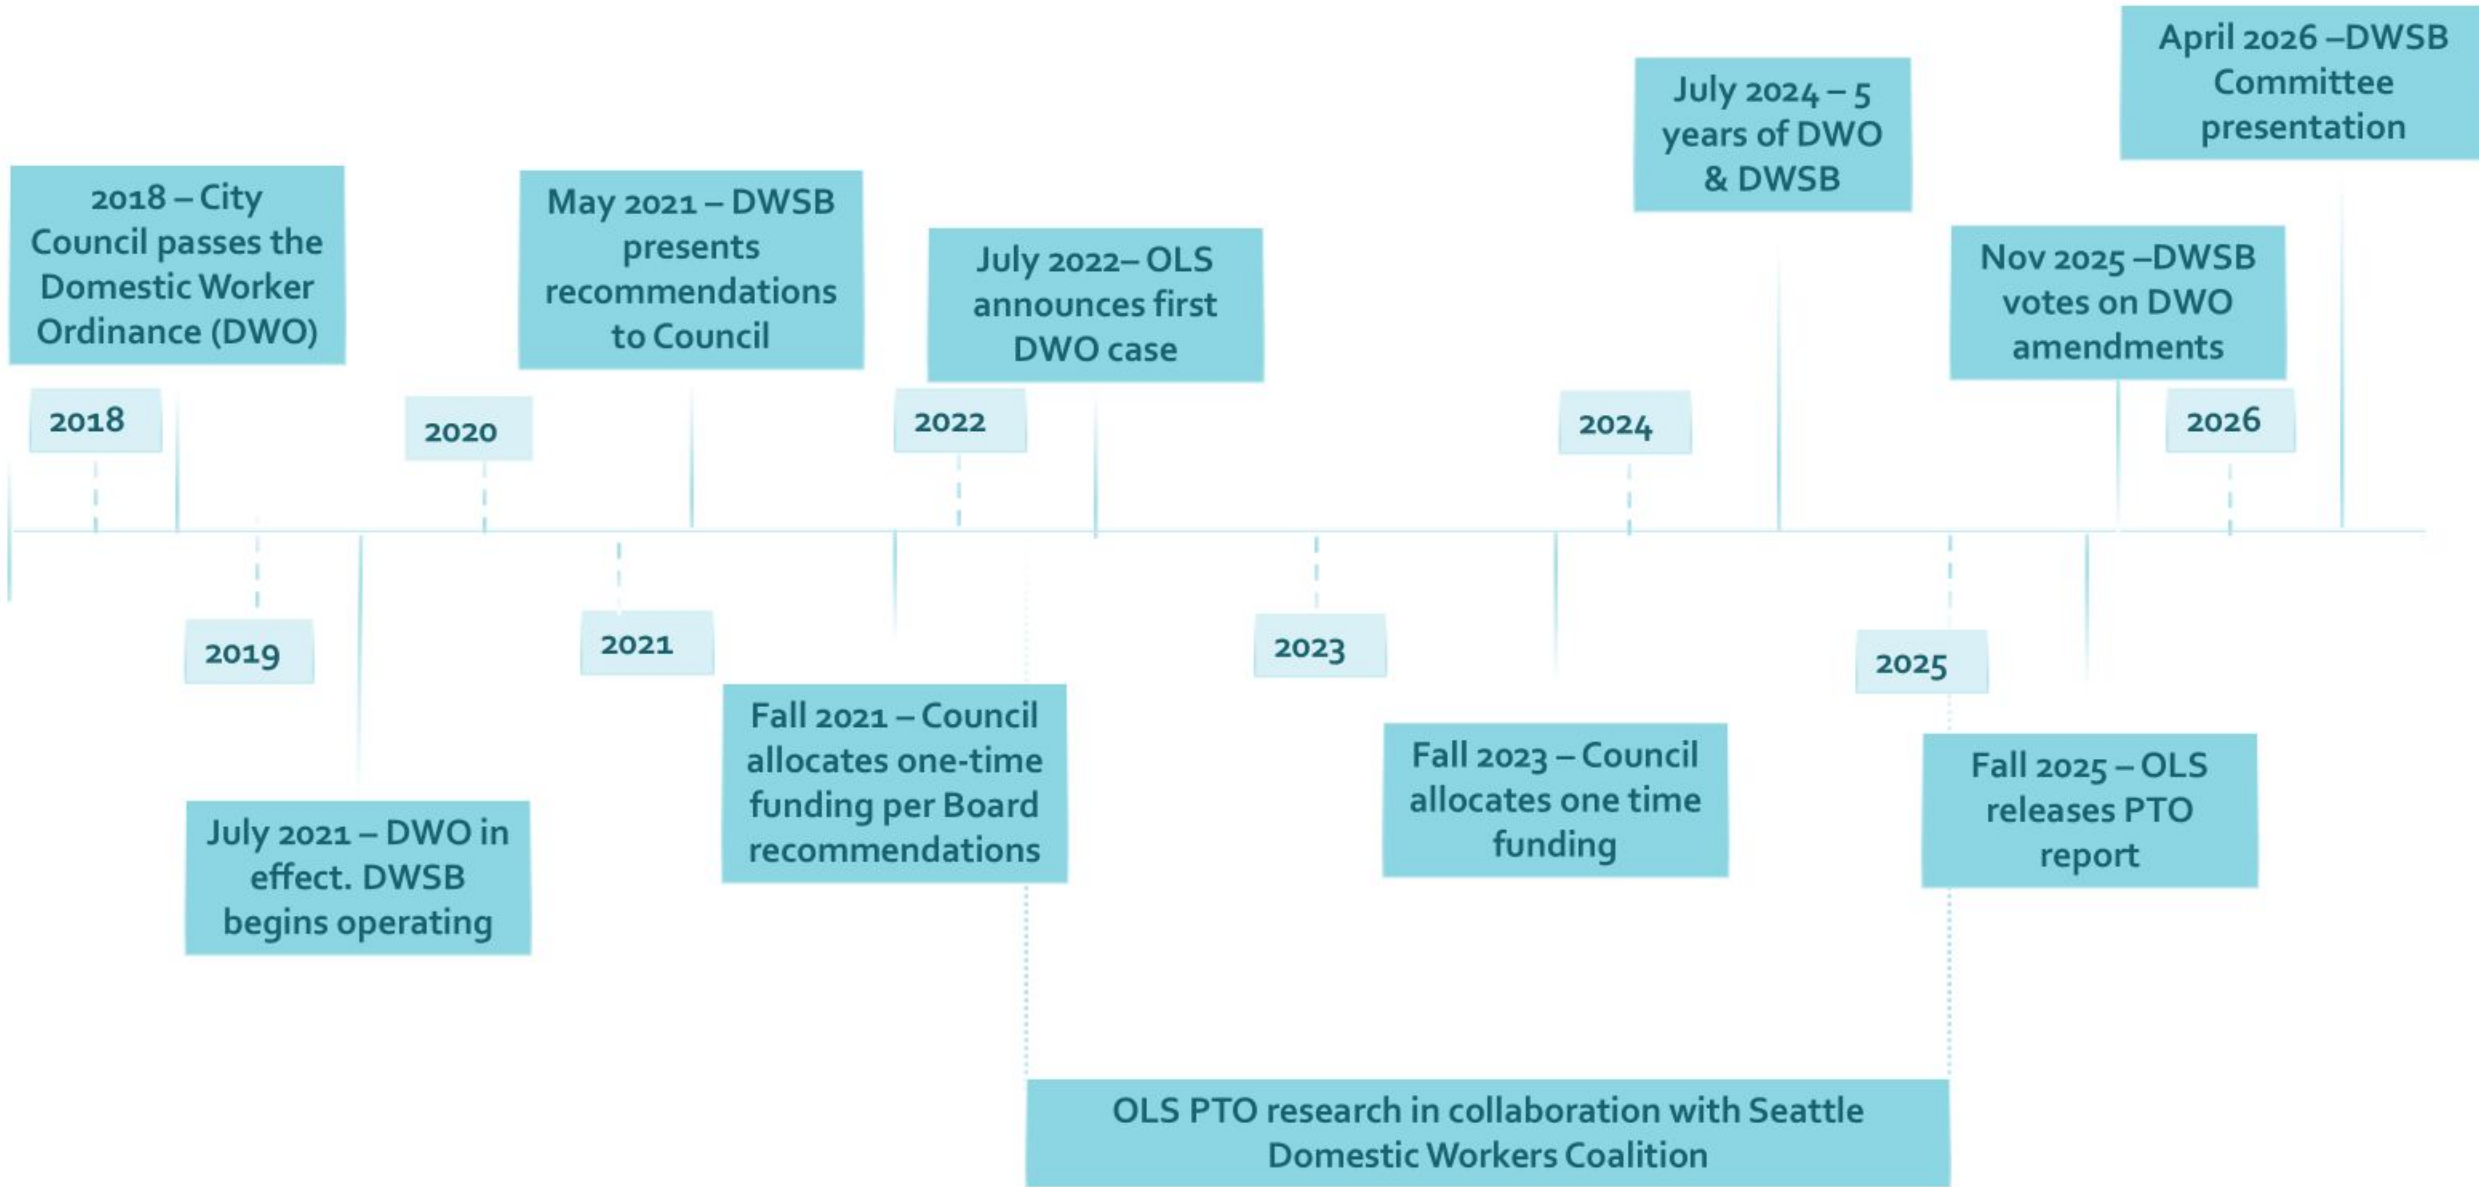 April 2026 –DWSB
Committee
presentation
July 2024 – 5
years of DWO
& DWSB
2018 – City
Council passes the
Domestic Worker
Ordinance (DWO)
May 2021 – DWSB
presents
recommendations
to Council
July 2022– OLS
announces first
DWO case
Nov 2025 –DWSB
votes on DWO
amendments
2018
2020
2022
2024
2026
2019
2021
2023
2025
July 2021 – DWO in
effect. DWSB
begins operating
Fall 2021 – Council
allocates one-time
funding per Board
recommendations
Fall 2023 – Council
allocates one time
funding
Fall 2025 – OLS
releases PTO
report
OLS PTO research in collaboration with Seattle
Domestic Workers Coalition